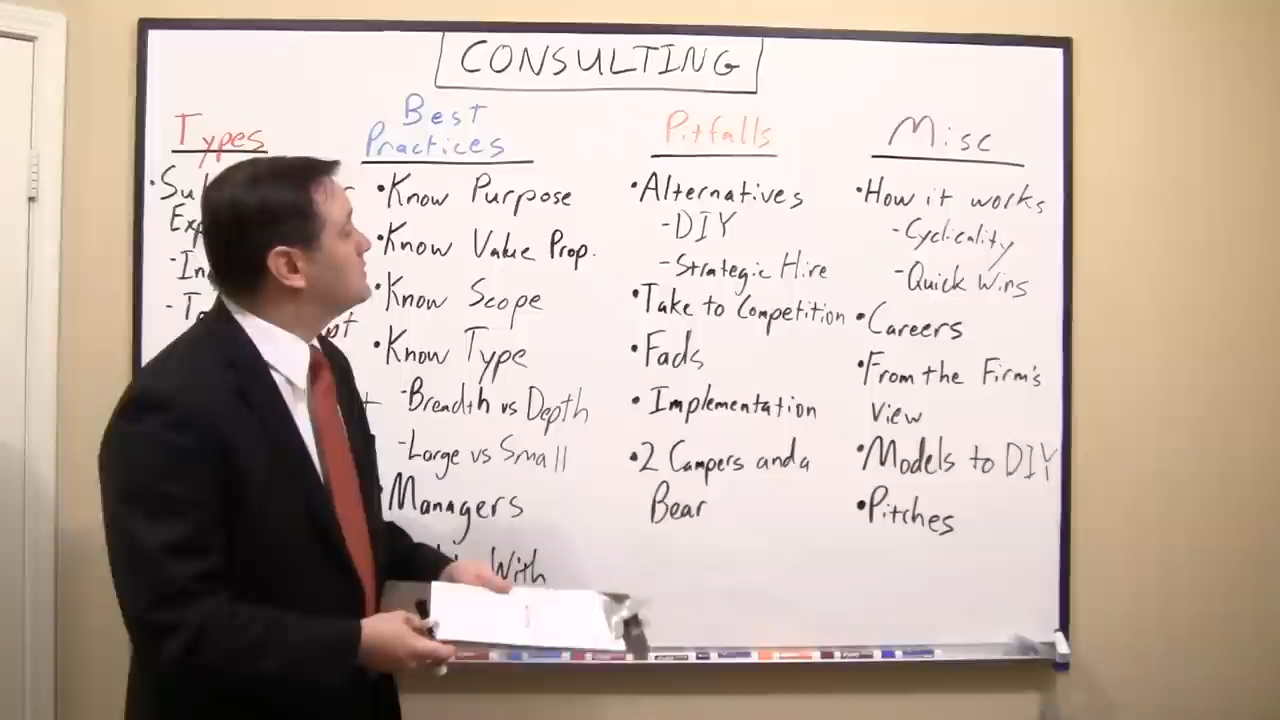 CONSULTING
Types
Best
Practices
•Know Purpose
•Know Value Prop.
•Know Scope
•Know Type
-Breadth vs Depth
-Large vs Small
•Managers
With
Pitfalls
•Alternatives
-DIY
-Strategic Hire
•Take to Competition
•Fads
•Implementation
•2 Campers and a
Bear
Misc
•How it works
-Cyclicality
-Quick Wins
•Careers
•From the Firm's
View
•Models to DIY
•Pitches